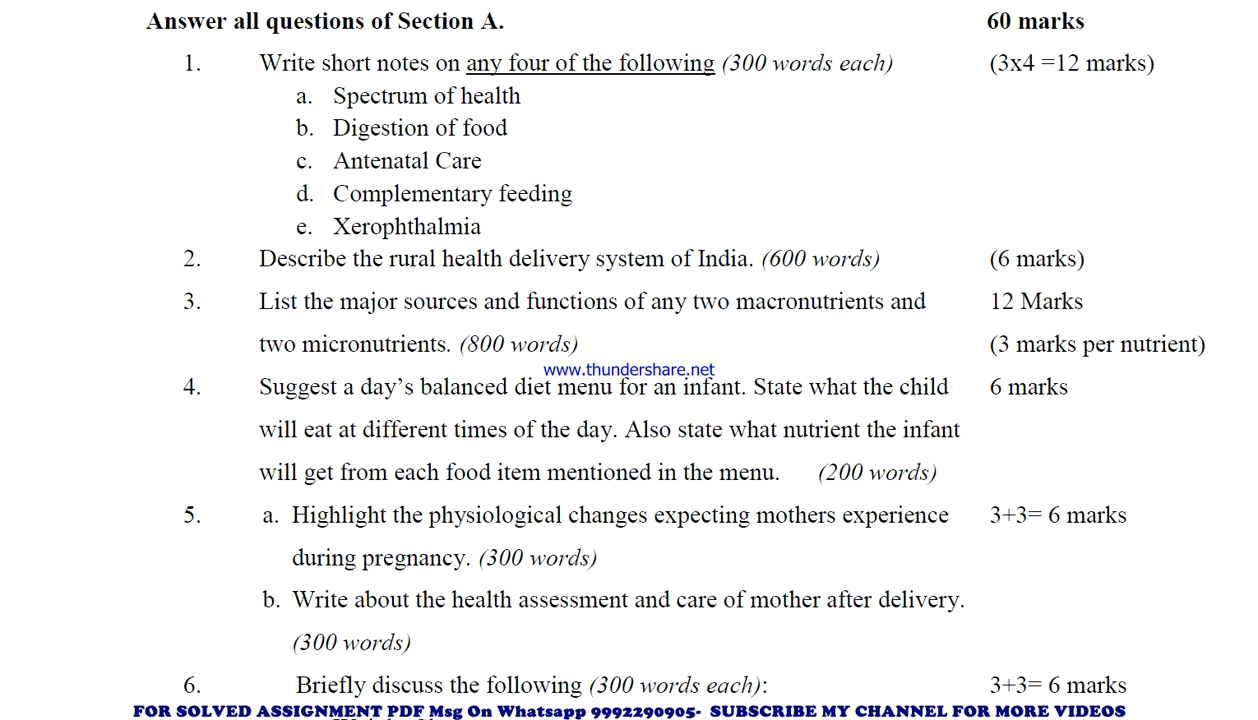 Answer all questions of Section A. 60 marks
1. Write short notes on any four of the following (300 words each) (3x4 =12 marks)
a. Spectrum of health
b. Digestion of food
c. Antenatal Care
d. Complementary feeding
e. Xerophthalmia
2. Describe the rural health delivery system of India. (600 words) (6 marks)
3. List the major sources and functions of any two macronutrients and 12 Marks
two micronutrients. (800 words) (3 marks per nutrient)
www.thundershare.net
4. Suggest a day's balanced diet menu for an infant. State what the child 6 marks
will eat at different times of the day. Also state what nutrient the infant
will get from each food item mentioned in the menu. (200 words)
5. a. Highlight the physiological changes expecting mothers experience 3+3= 6 marks
during pregnancy. (300 words)
b. Write about the health assessment and care of mother after delivery.
(300 words)
6. Briefly discuss the following (300 words each): 3+3= 6 marks
FOR SOLVED ASSIGNMENT PDF Msg On Whatsapp 9992290905- SUBSCRIBE MY CHANNEL FOR MORE VIDEOS